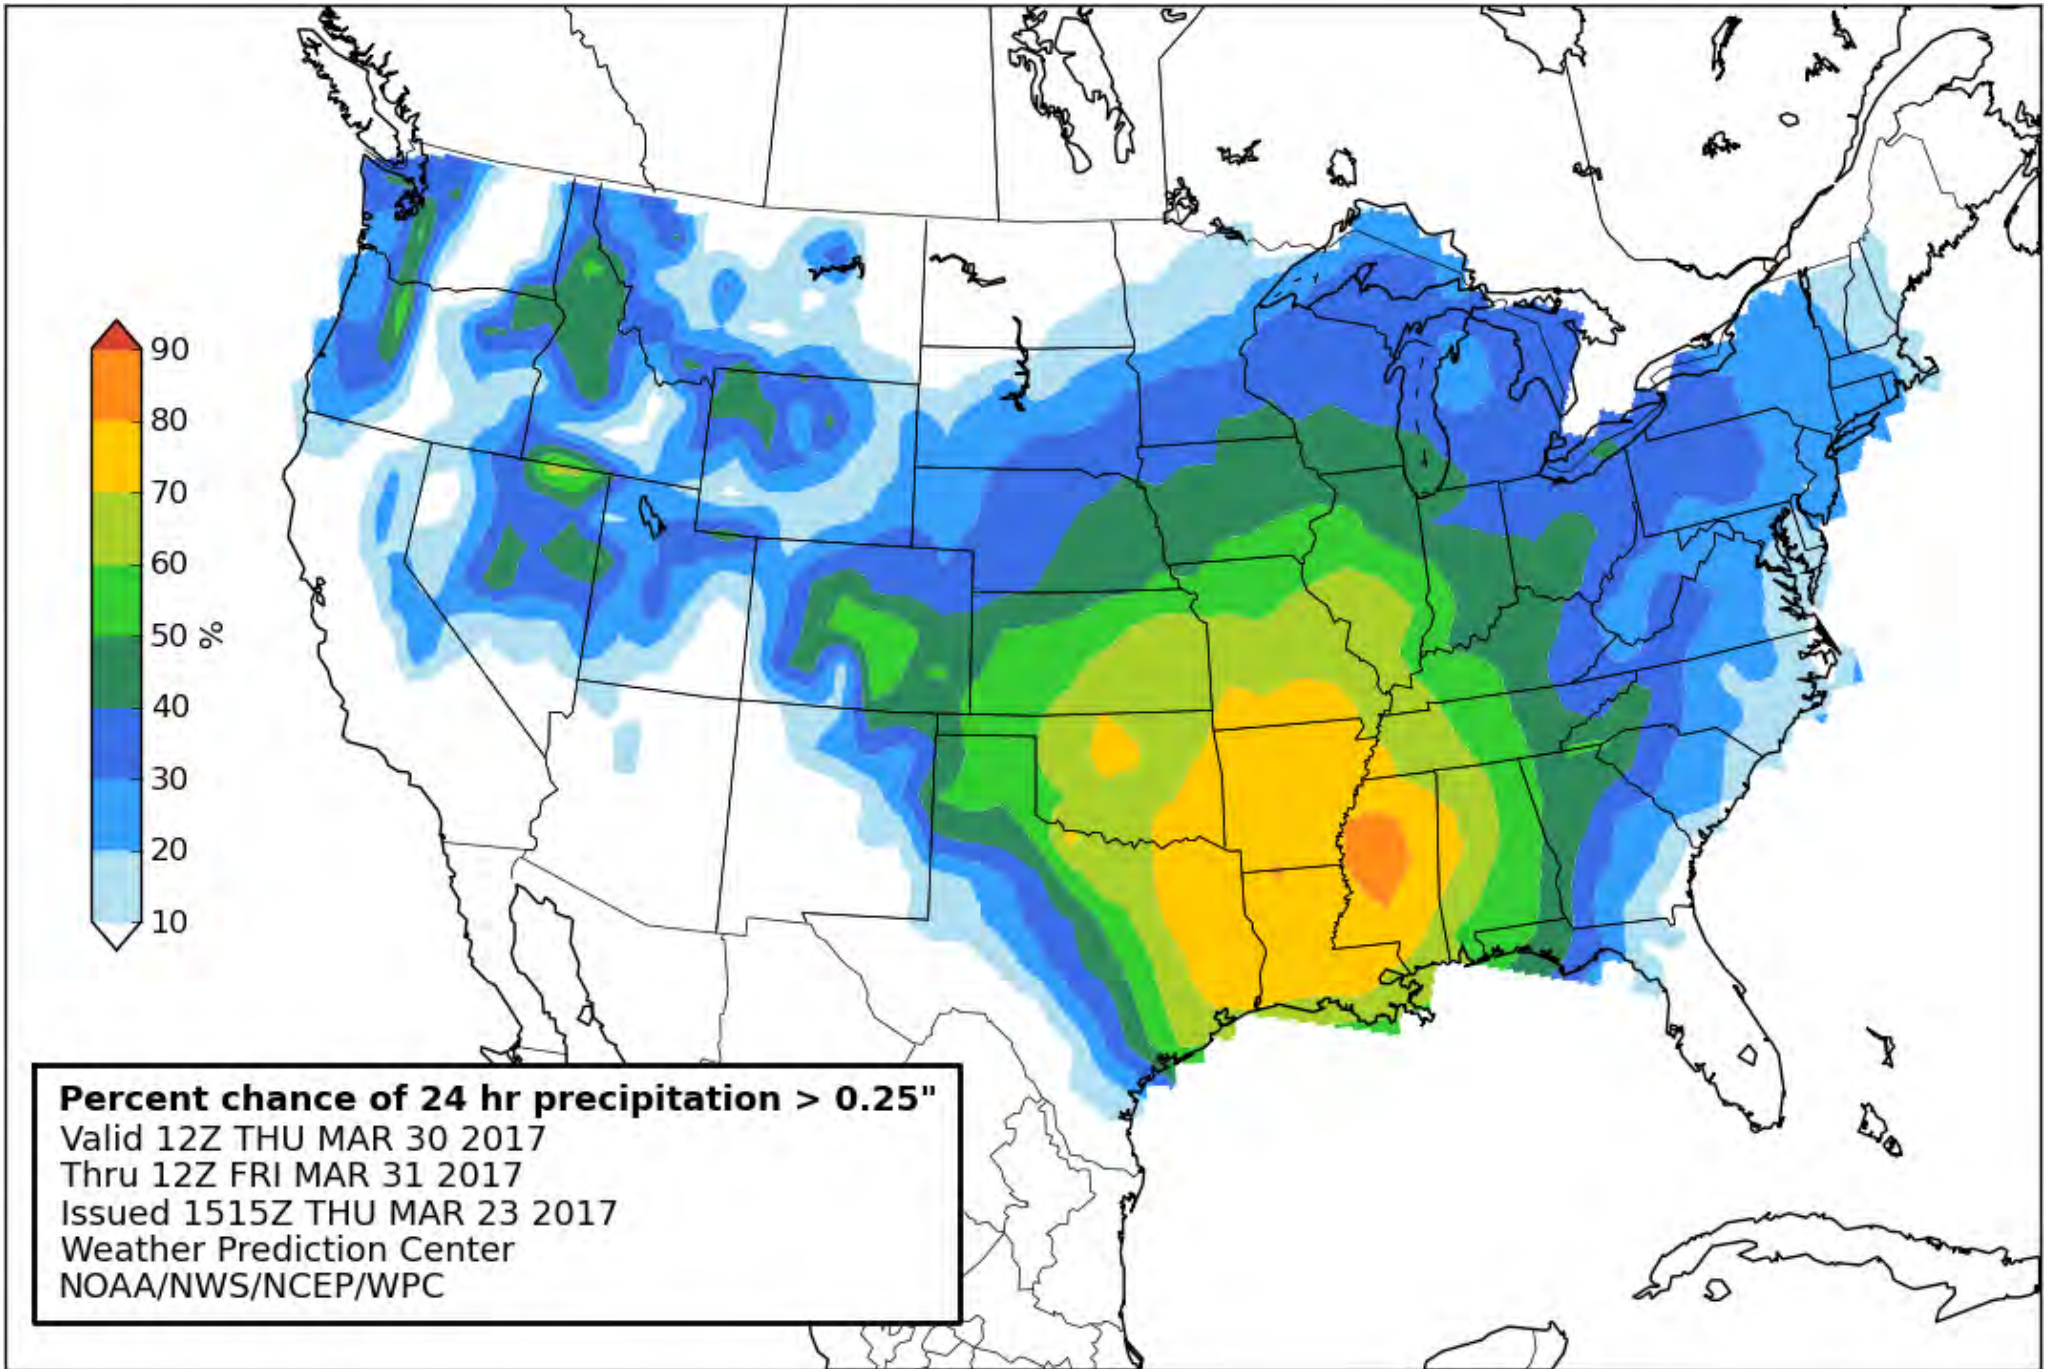 90
80
70
60
50
40
30
20
10
%
Percent chance of 24 hr precipitation > 0.25"
Valid 12Z THU MAR 30 2017
Thru 12Z FRI MAR 31 2017
Issued 1515Z THU MAR 23 2017
Weather Prediction Center
NOAA/NWS/NCEP/WPC